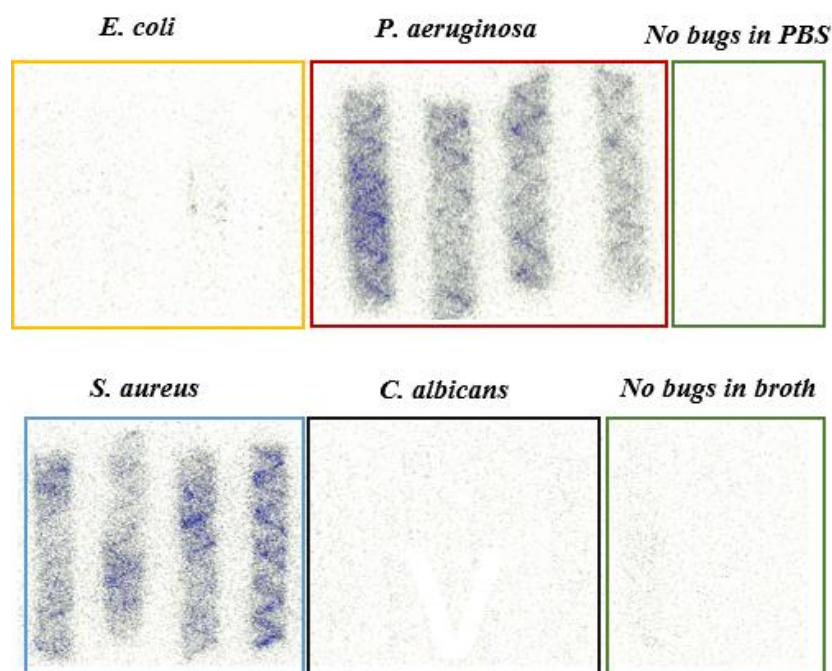 E. coli
P. aeruginosa
No bugs in PBS
S. aureus
C. albicans
No bugs in broth
V